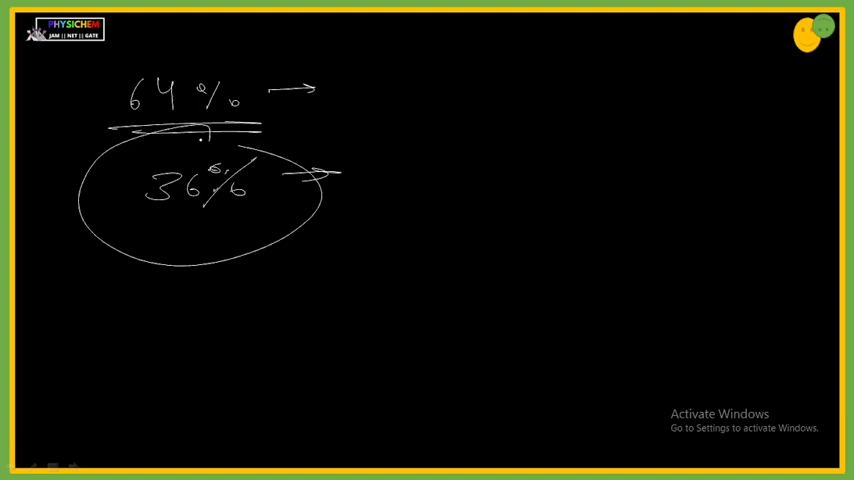 PHYSICHEM
JAM || NET || GATE
64 % →
36 % →
Activate Windows
Go to Settings to activate Windows.